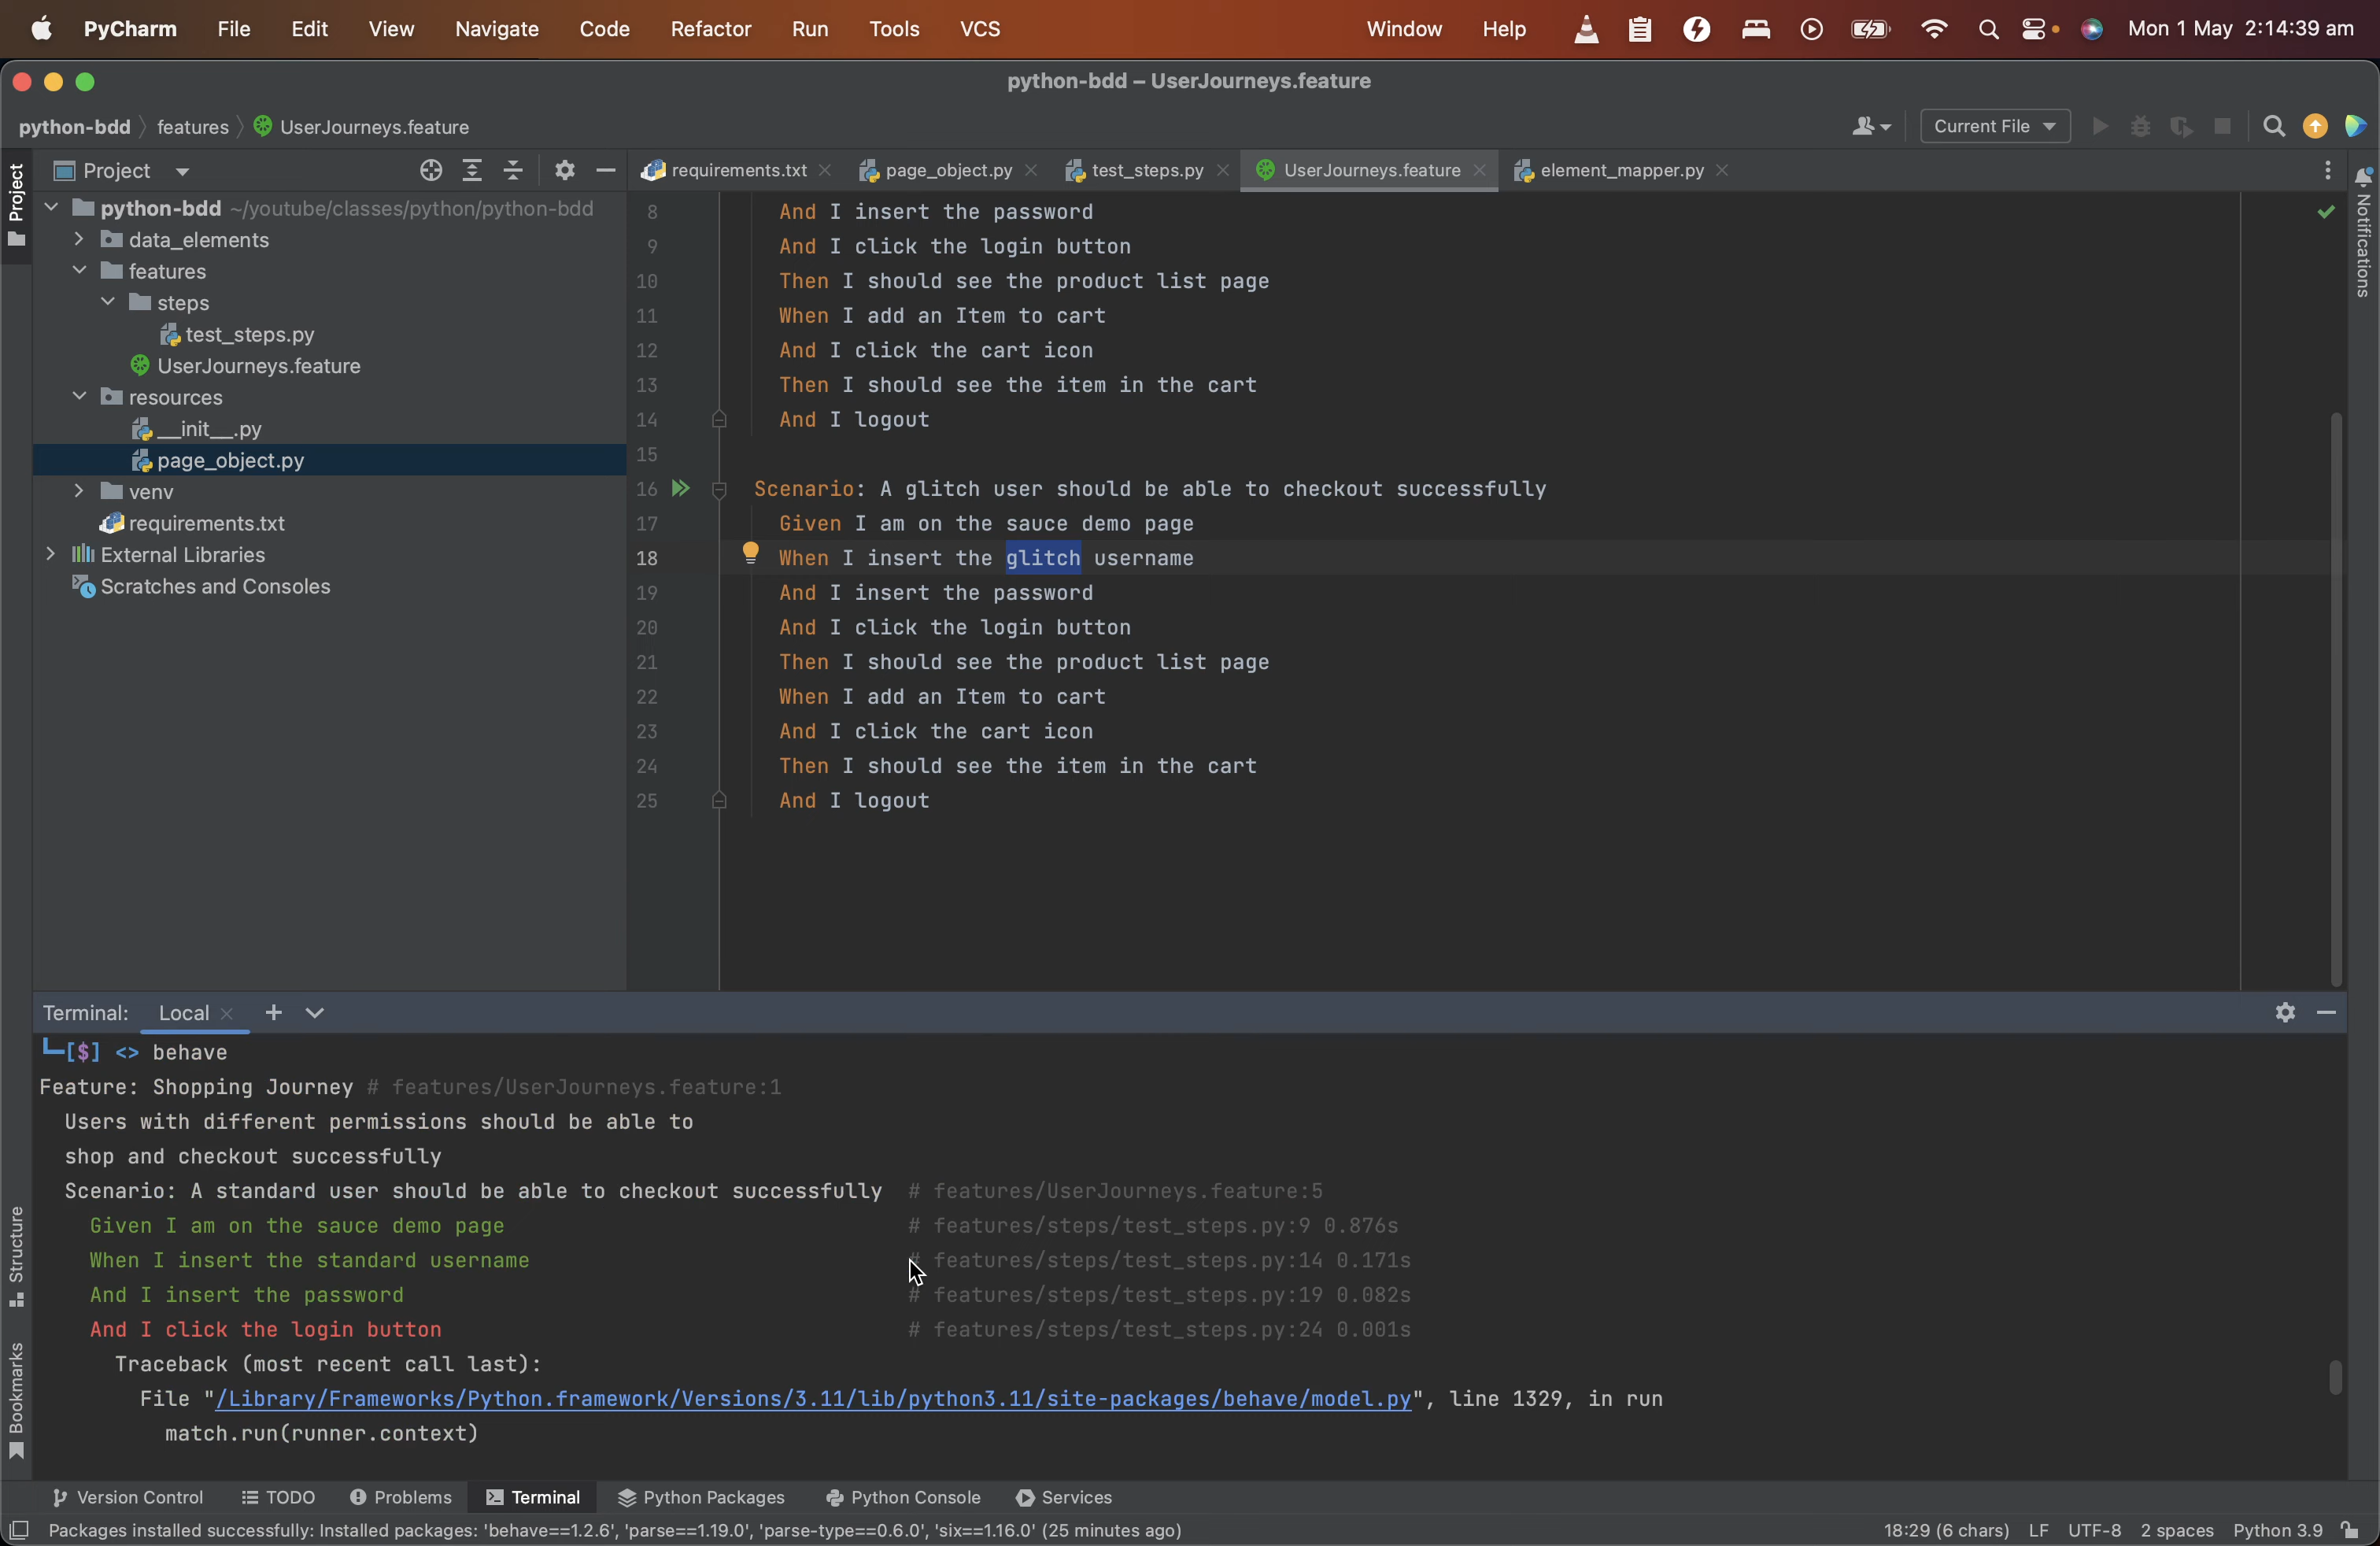 PyCharm File Edit View Navigate Code Refactor Run Tools VCS Window Help Mon 1 May 2:14:39 am
python-bdd – UserJourneys.feature
python-bdd features UserJourneys.feature Current File
Project
Project
requirements.txt page_object.py test_steps.py UserJourneys.feature element_mapper.py
Notifications
python-bdd ~/youtube/classes/python/python-bdd
data_elements
features
steps
test_steps.py
UserJourneys.feature
resources
__init__.py
page_object.py
venv
requirements.txt
External Libraries
Scratches and Consoles
8 And I insert the password
9 And I click the login button
10 Then I should see the product list page
11 When I add an Item to cart
12 And I click the cart icon
13 Then I should see the item in the cart
14 And I logout
15
16 Scenario: A glitch user should be able to checkout successfully
17 Given I am on the sauce demo page
18 When I insert the glitch username
19 And I insert the password
20 And I click the login button
21 Then I should see the product list page
22 When I add an Item to cart
23 And I click the cart icon
24 Then I should see the item in the cart
25 And I logout
Terminal: Local
└─[$] <> behave
Feature: Shopping Journey # features/UserJourneys.feature:1
Users with different permissions should be able to
shop and checkout successfully
Scenario: A standard user should be able to checkout successfully # features/UserJourneys.feature:5
Given I am on the sauce demo page # features/steps/test_steps.py:9 0.876s
When I insert the standard username # features/steps/test_steps.py:14 0.171s
And I insert the password # features/steps/test_steps.py:19 0.082s
And I click the login button # features/steps/test_steps.py:24 0.001s
Traceback (most recent call last):
File "/Library/Frameworks/Python.framework/Versions/3.11/lib/python3.11/site-packages/behave/model.py", line 1329, in run
match.run(runner.context)
Structure
Bookmarks
Version Control TODO Problems Terminal Python Packages Python Console Services
Packages installed successfully: Installed packages: 'behave==1.2.6', 'parse==1.19.0', 'parse-type==0.6.0', 'six==1.16.0' (25 minutes ago) 18:29 (6 chars) LF UTF-8 2 spaces Python 3.9